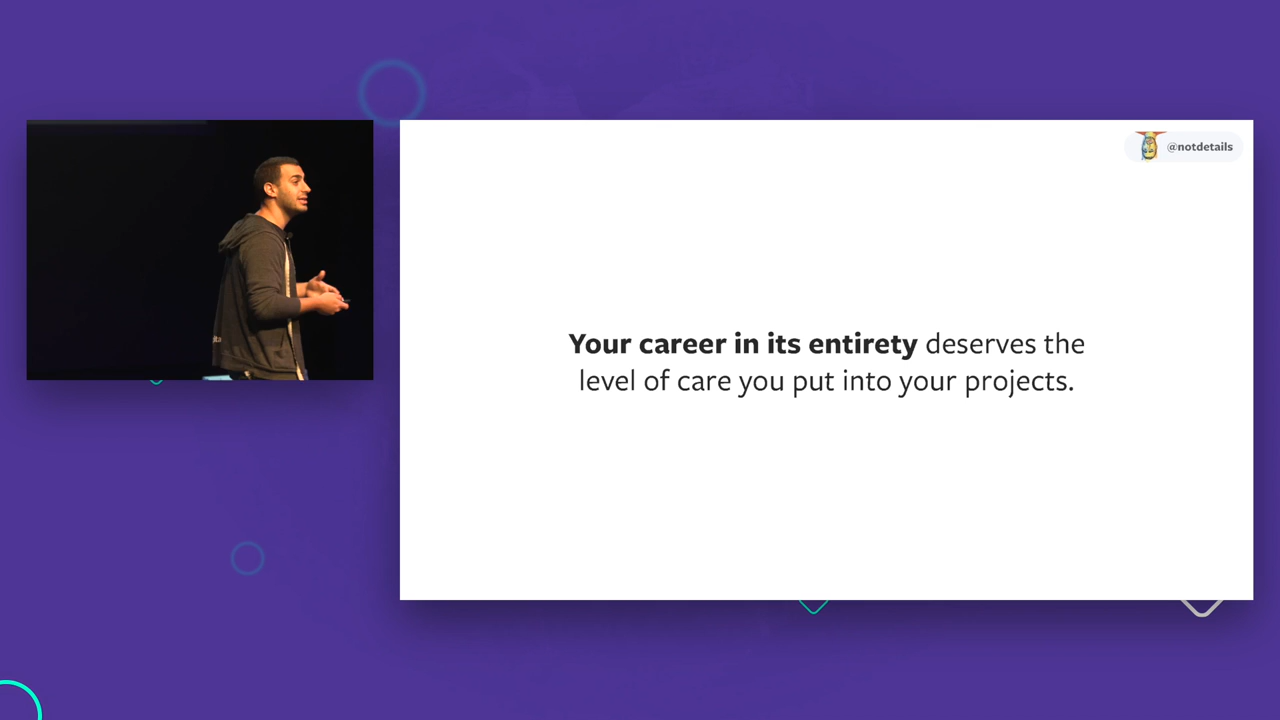 @notdetails
Your career in its entirety deserves the
level of care you put into your projects.